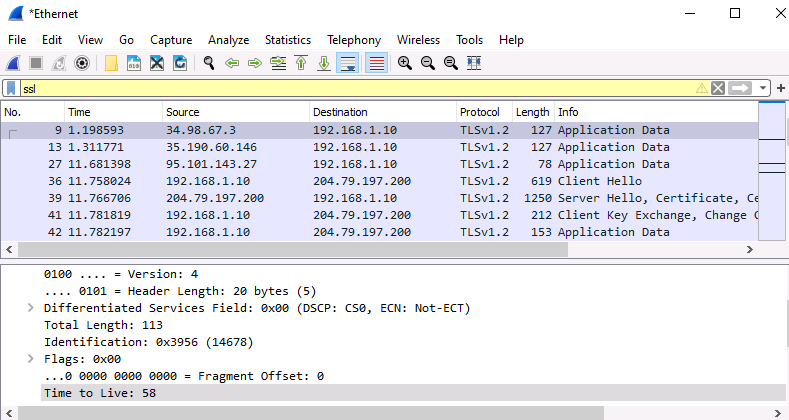 *Ethernet
File Edit View Go Capture Analyze Statistics Telephony Wireless Tools Help
ssl
No. Time Source Destination Protocol Length Info
9 1.198593 34.98.67.3 192.168.1.10 TLSv1.2 127 Application Data
13 1.311771 35.190.60.146 192.168.1.10 TLSv1.2 127 Application Data
27 11.681398 95.101.143.27 192.168.1.10 TLSv1.2 78 Application Data
36 11.758024 192.168.1.10 204.79.197.200 TLSv1.2 619 Client Hello
39 11.766706 204.79.197.200 192.168.1.10 TLSv1.2 1250 Server Hello, Certificate, Ce
41 11.781819 192.168.1.10 204.79.197.200 TLSv1.2 212 Client Key Exchange, Change C
42 11.782197 192.168.1.10 204.79.197.200 TLSv1.2 153 Application Data
0100 .... = Version: 4
.... 0101 = Header Length: 20 bytes (5)
Differentiated Services Field: 0x00 (DSCP: CS0, ECN: Not-ECT)
Total Length: 113
Identification: 0x3956 (14678)
Flags: 0x00
...0 0000 0000 0000 = Fragment Offset: 0
Time to Live: 58